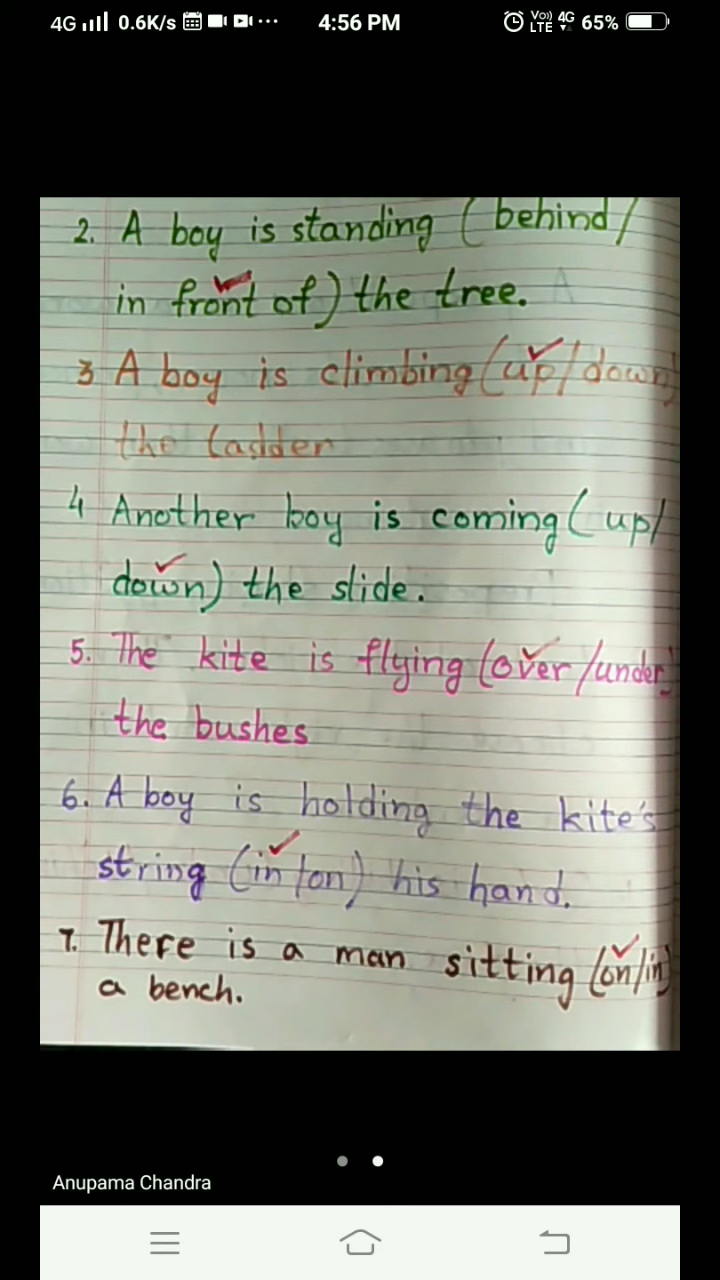 4G 0.6K/s ... 4:56 PM Vo) LTE 4G 65%
2. A boy is standing ( behind /
in front of ) the tree.
3 A boy is climbing ( up / down )
the ladder
4 Another boy is coming ( up /
down ) the slide.
5. The kite is flying ( over / under )
the bushes
6. A boy is holding the kite's
string ( in / on ) his hand.
7. There is a man sitting ( on / in )
a bench.
Anupama Chandra